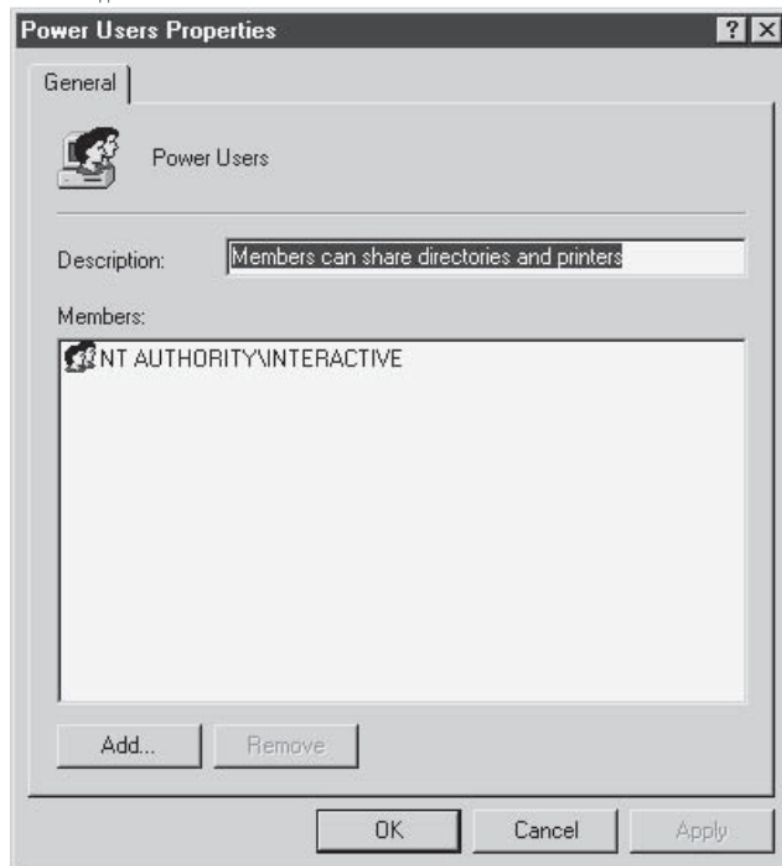 Power Users Properties
General
Power Users
Description: Members can share directories and printers
Members:
NT AUTHORITY\INTERACTIVE
Add... Remove
OK Cancel Apply